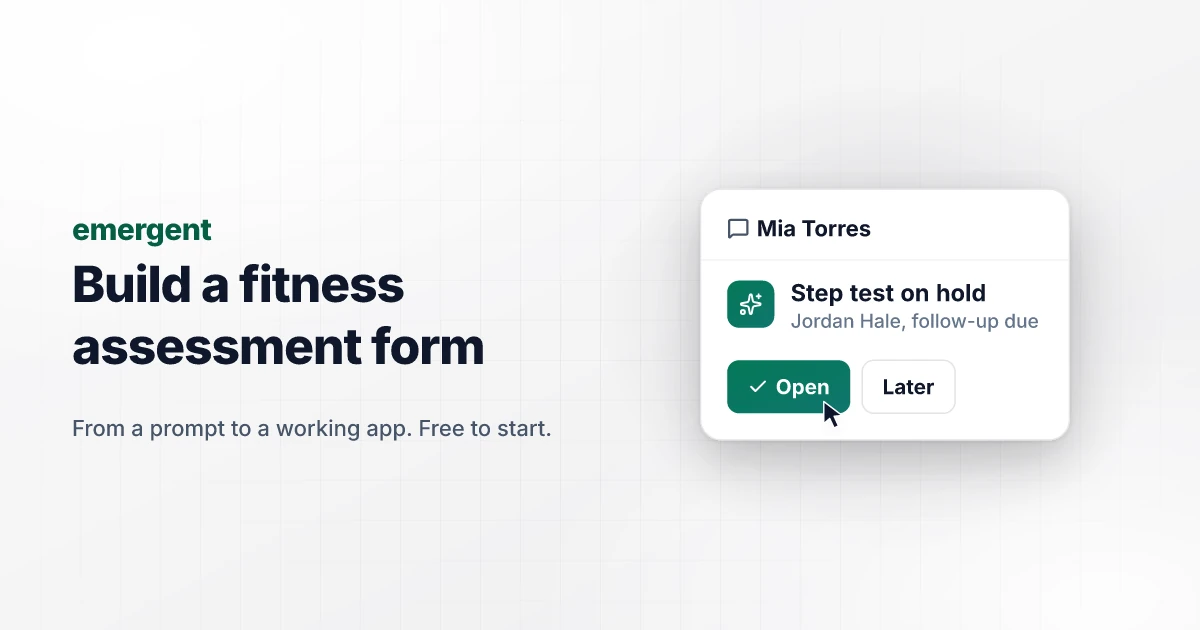 emergent
Build a fitness
assessment form
From a prompt to a working app. Free to start.
Mia Torres
Step test on hold
Jordan Hale, follow-up due
Open
Later